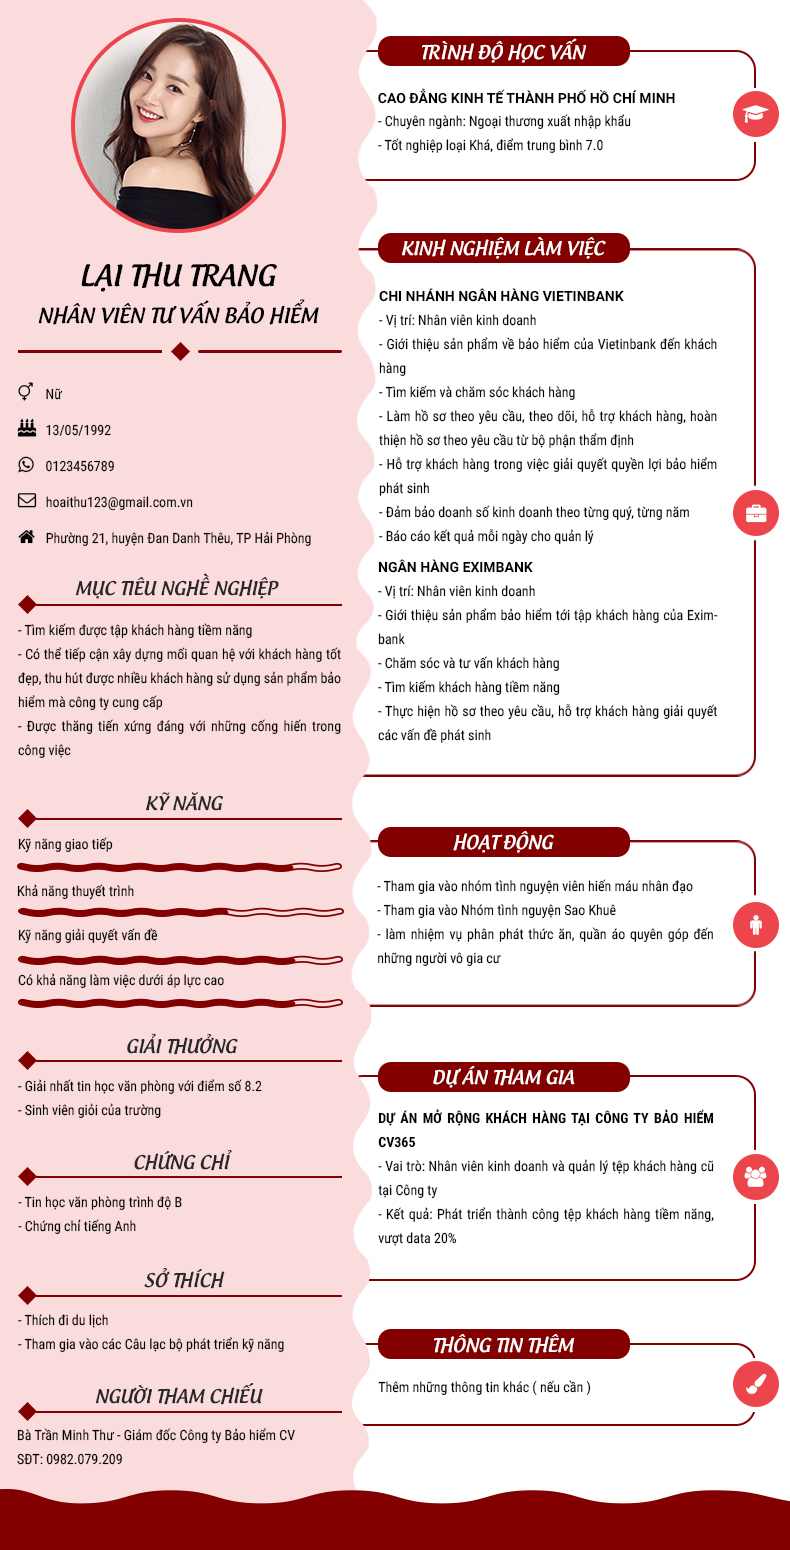 LẠI THU TRANG
NHÂN VIÊN TƯ VẤN BẢO HIỂM
Nữ
13/05/1992
0123456789
hoaithu123@gmail.com.vn
Phường 21, huyện Đan Danh Thêu, TP Hải Phòng
MỤC TIÊU NGHỀ NGHIỆP
- Tìm kiếm được tập khách hàng tiềm năng
- Có thể tiếp cận xây dựng mối quan hệ với khách hàng tốt
đẹp, thu hút được nhiều khách hàng sử dụng sản phẩm bảo
hiểm mà công ty cung cấp
- Được thăng tiến xứng đáng với những cống hiến trong
công việc
KỸ NĂNG
Kỹ năng giao tiếp
Khả năng thuyết trình
Kỹ năng giải quyết vấn đề
Có khả năng làm việc dưới áp lực cao
GIẢI THƯỞNG
- Giải nhất tin học văn phòng với điểm số 8.2
- Sinh viên giỏi của trường
CHỨNG CHỈ
- Tin học văn phòng trình độ B
- Chứng chỉ tiếng Anh
SỞ THÍCH
- Thích đi du lịch
- Tham gia vào các Câu lạc bộ phát triển kỹ năng
NGƯỜI THAM CHIẾU
Bà Trần Minh Thư - Giám đốc Công ty Bảo hiểm CV
SĐT: 0982.079.209
TRÌNH ĐỘ HỌC VẤN
CAO ĐẲNG KINH TẾ THÀNH PHỐ HỒ CHÍ MINH
- Chuyên ngành: Ngoại thương xuất nhập khẩu
- Tốt nghiệp loại Khá, điểm trung bình 7.0
KINH NGHIỆM LÀM VIỆC
CHI NHÁNH NGÂN HÀNG VIETINBANK
- Vị trí: Nhân viên kinh doanh
- Giới thiệu sản phẩm về bảo hiểm của Vietinbank đến khách
hàng
- Tìm kiếm và chăm sóc khách hàng
- Làm hồ sơ theo yêu cầu, theo dõi, hỗ trợ khách hàng, hoàn
thiện hồ sơ theo yêu cầu từ bộ phận thẩm định
- Hỗ trợ khách hàng trong việc giải quyết quyền lợi bảo hiểm
phát sinh
- Đảm bảo doanh số kinh doanh theo từng quý, từng năm
- Báo cáo kết quả mỗi ngày cho quản lý
NGÂN HÀNG EXIMBANK
- Vị trí: Nhân viên kinh doanh
- Giới thiệu sản phẩm bảo hiểm tới tập khách hàng của Exim-
bank
- Chăm sóc và tư vấn khách hàng
- Tìm kiếm khách hàng tiềm năng
- Thực hiện hồ sơ theo yêu cầu, hỗ trợ khách hàng giải quyết
các vấn đề phát sinh
HOẠT ĐỘNG
- Tham gia vào nhóm tình nguyện viên hiến máu nhân đạo
- Tham gia vào Nhóm tình nguyện Sao Khuê
- làm nhiệm vụ phân phát thức ăn, quần áo quyên góp đến
những người vô gia cư
DỰ ÁN THAM GIA
DỰ ÁN MỞ RỘNG KHÁCH HÀNG TẠI CÔNG TY BẢO HIỂM
CV365
- Vai trò: Nhân viên kinh doanh và quản lý tệp khách hàng cũ
tại Công ty
- Kết quả: Phát triển thành công tệp khách hàng tiềm năng,
vượt data 20%
THÔNG TIN THÊM
Thêm những thông tin khác ( nếu cần )